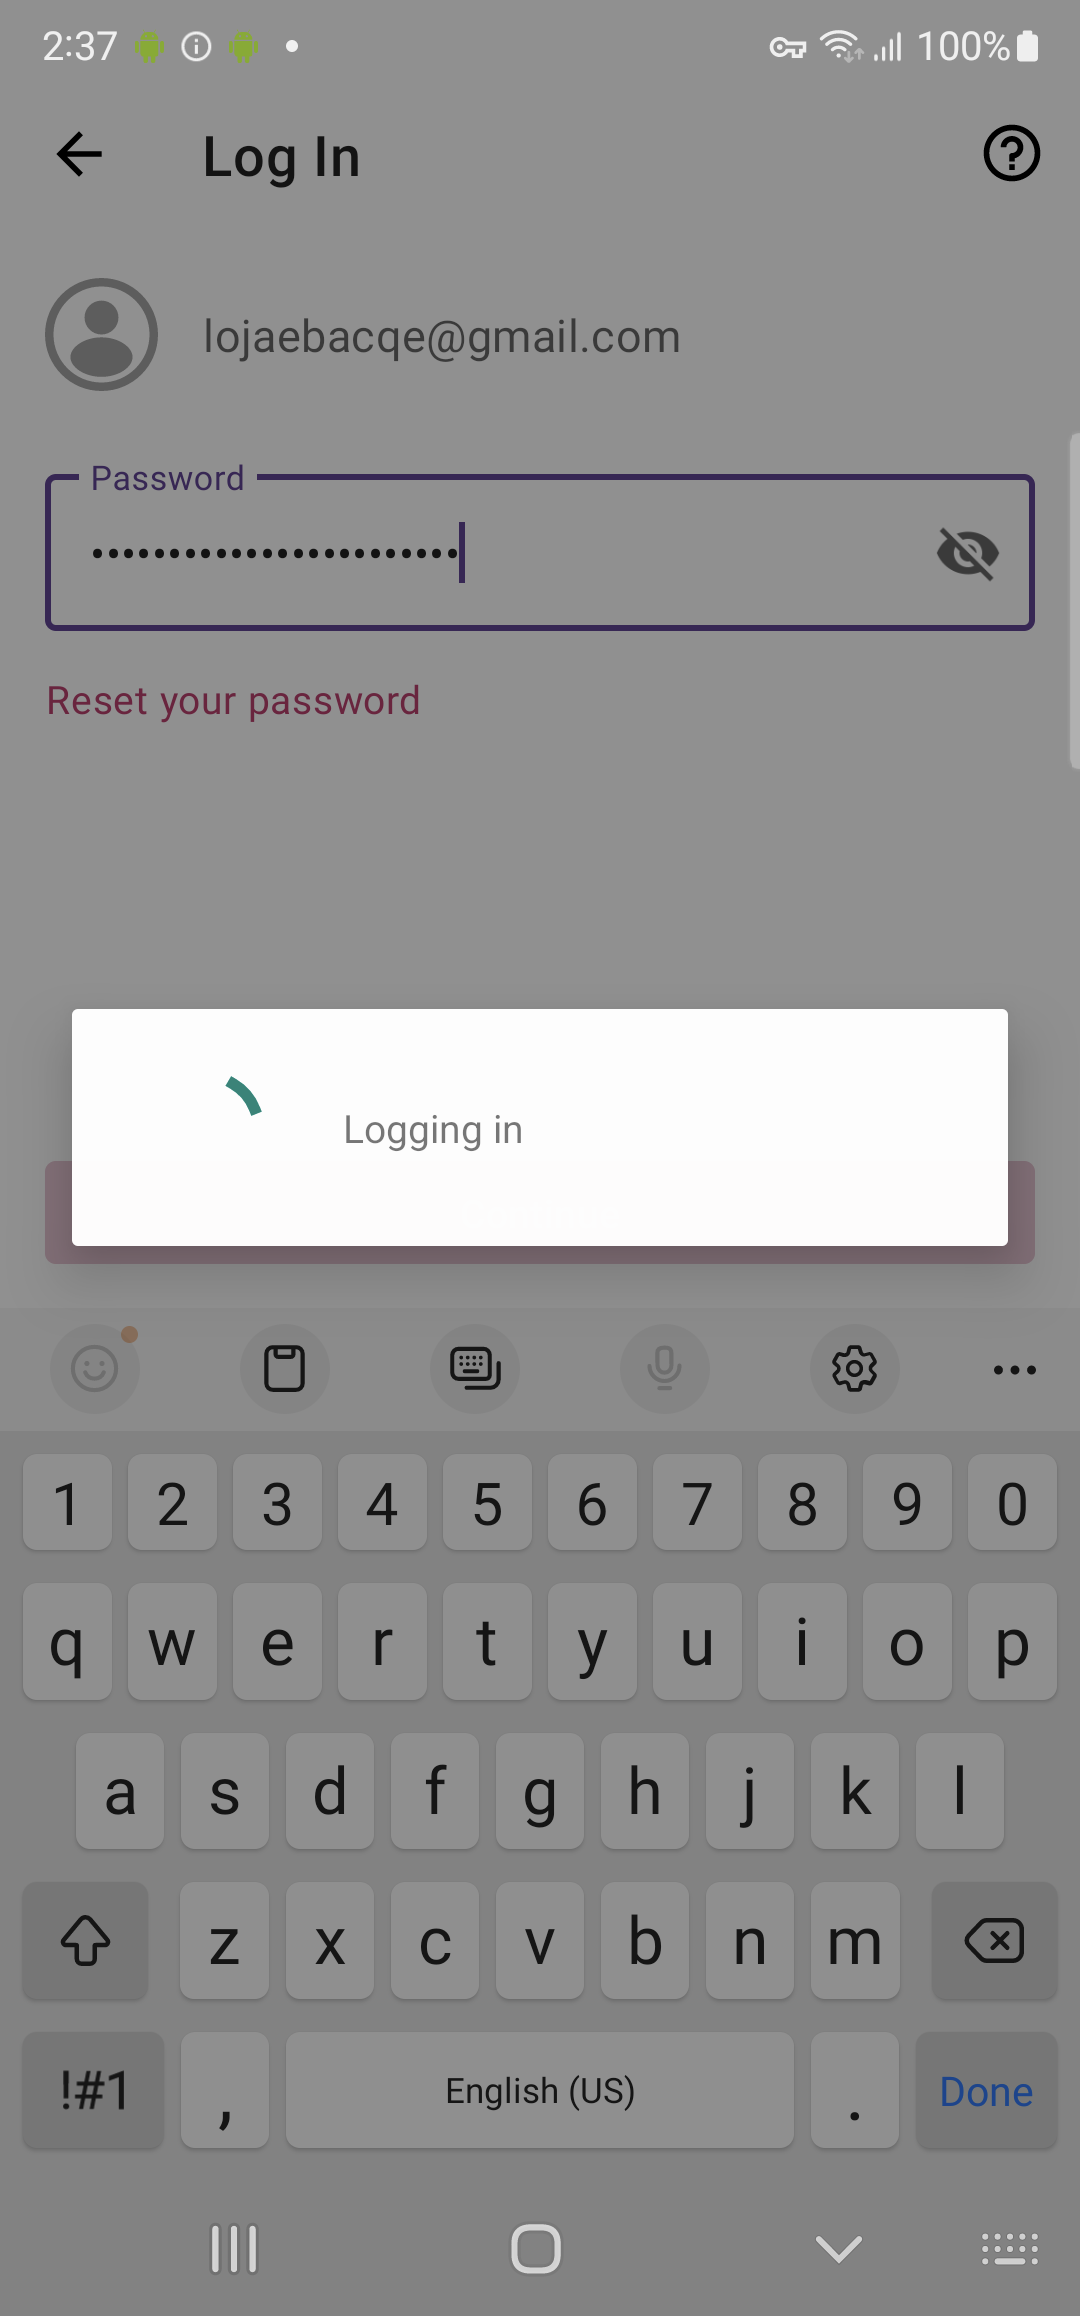 2:37 100%
Log In
lojaebacqe@gmail.com
Password
••••••••••••••••••••••••
Reset your password
Logging in
Continue
1 2 3 4 5 6 7 8 9 0
q w e r t y u i o p
a s d f g h j k l
z x c v b n m
!#1 , English (US) . Done